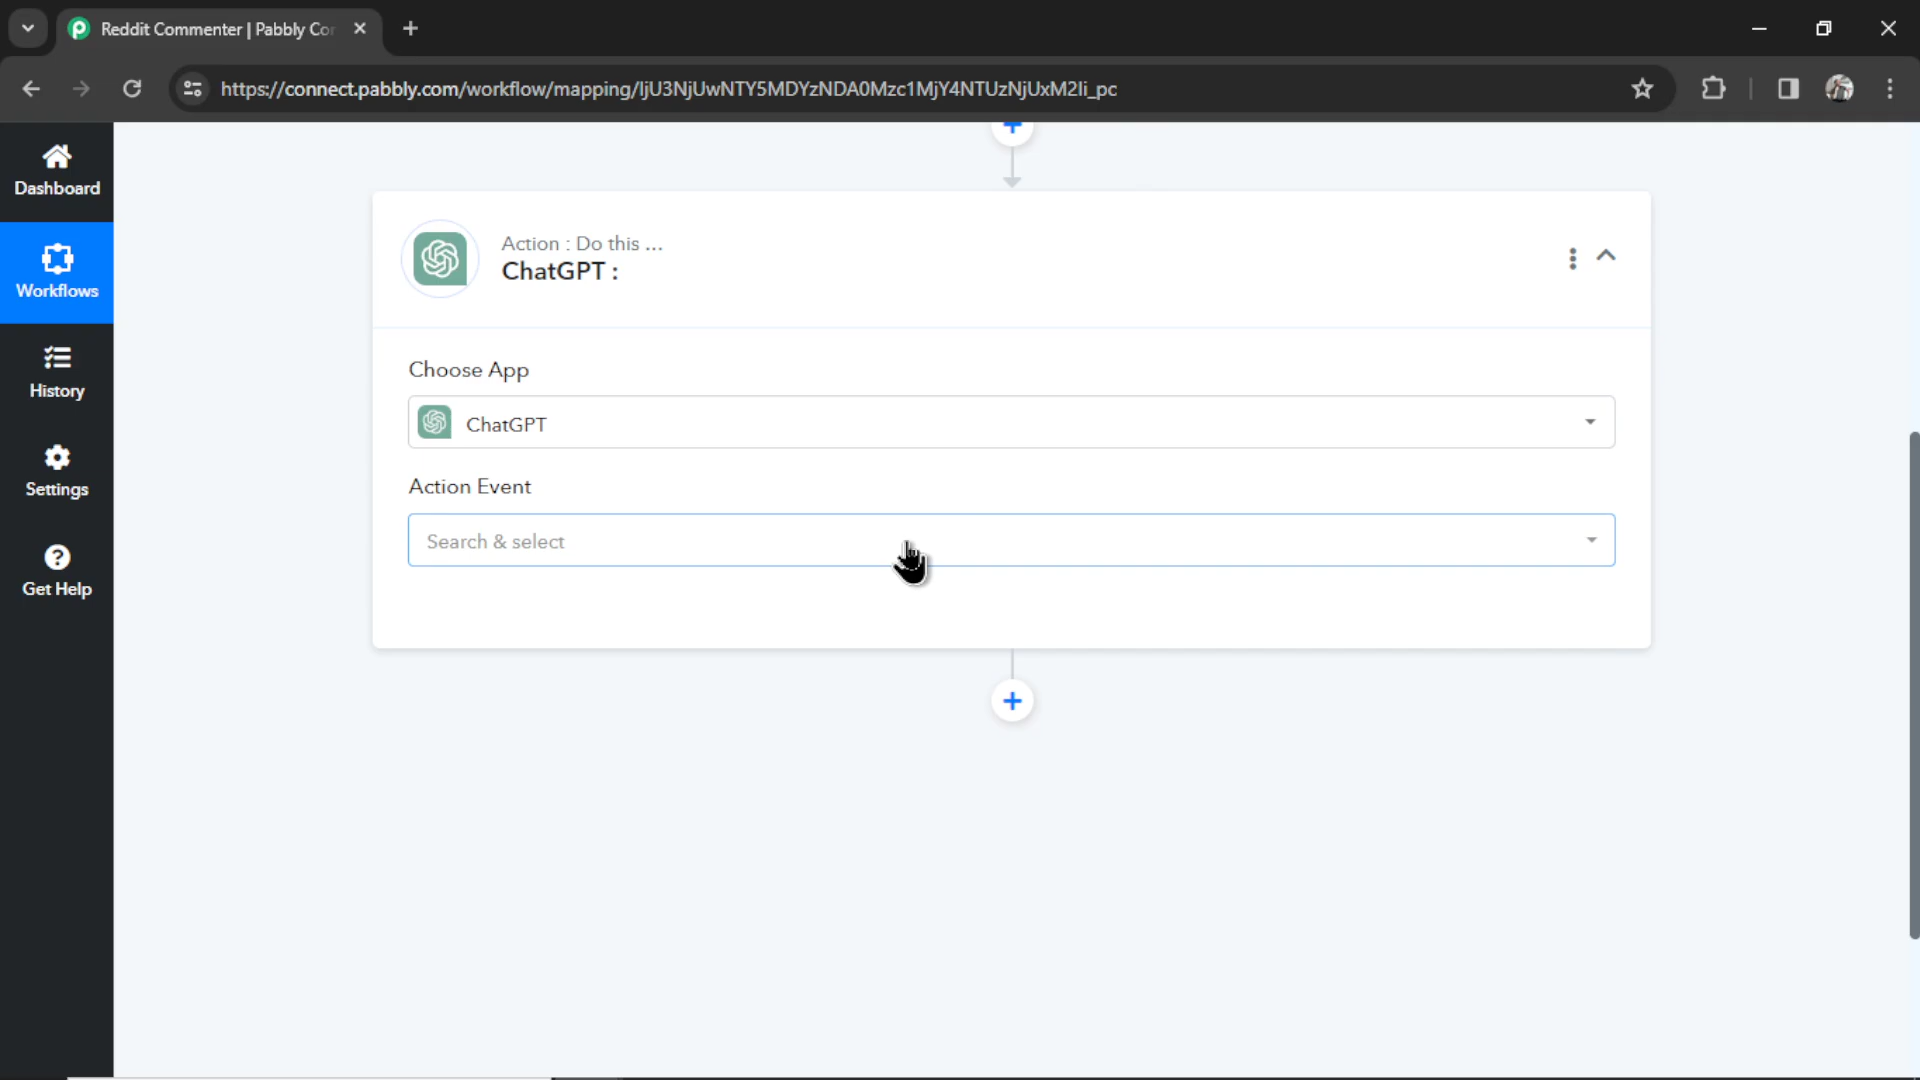 Reddit Commenter | Pabbly Cor
https://connect.pabbly.com/workflow/mapping/IjU3NjUwNTY5MDYzNDA0Mzc1MjY4NTUzNjUxM2Ii_pc
Dashboard
Workflows
History
Settings
Get Help
Action : Do this ...
ChatGPT :
Choose App
ChatGPT
Action Event
Search & select